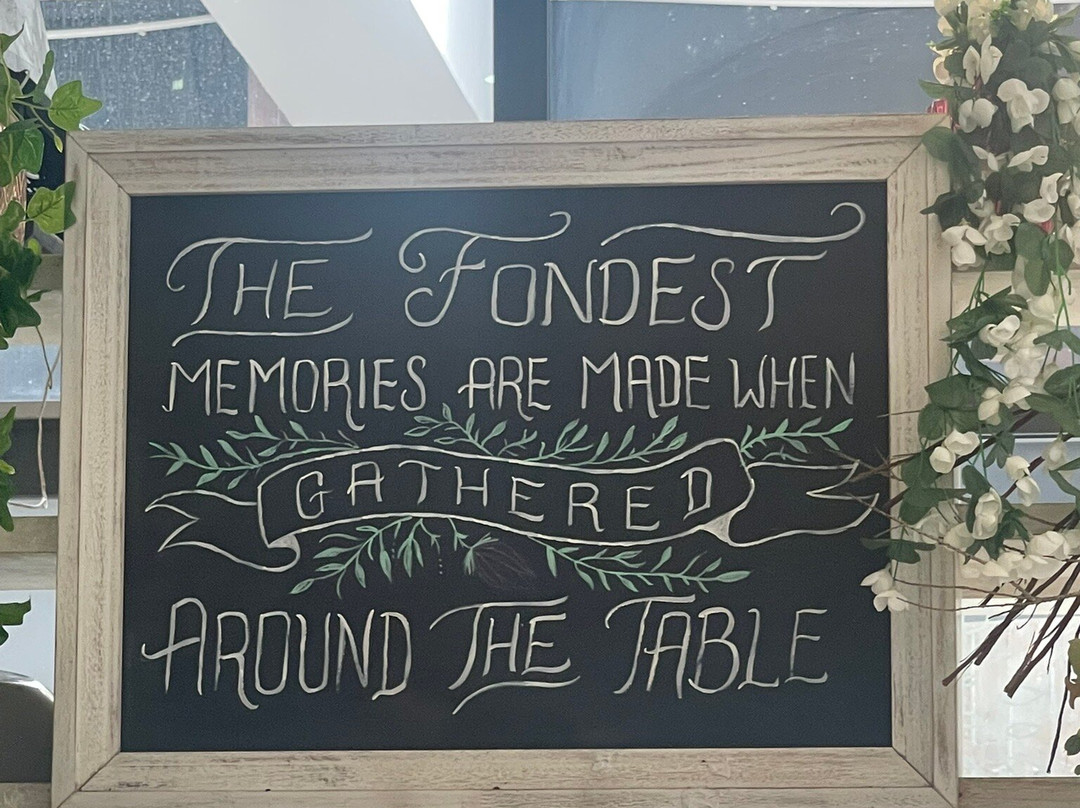 THE FONDEST
MEMORIES ARE MADE WHEN
GATHERED
AROUND THE TABLE